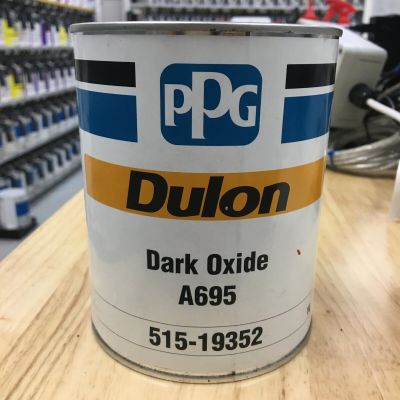 PPG
Dulon
Dark Oxide
A695
515-19352